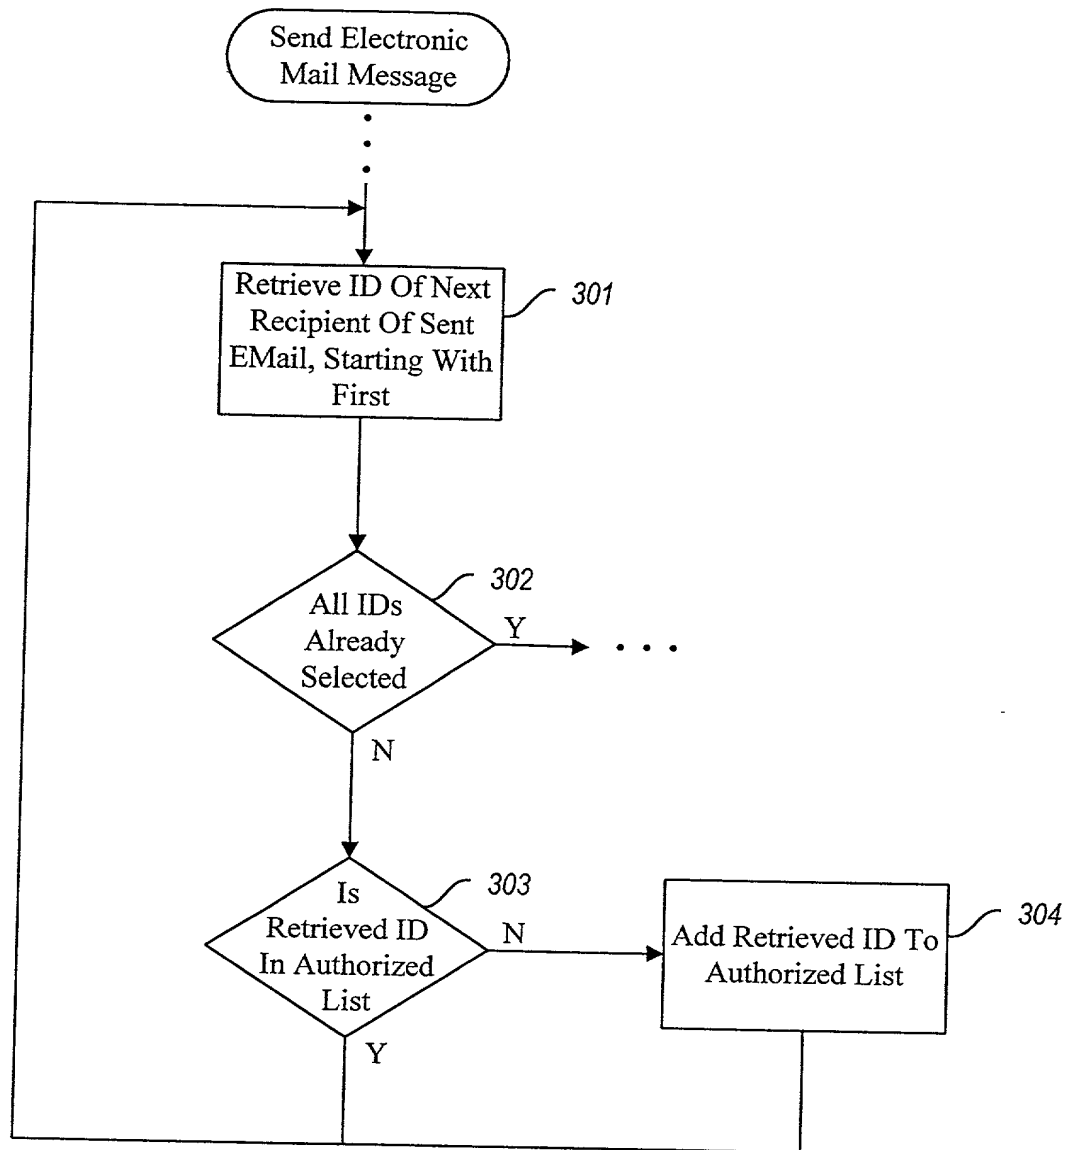 Send Electronic
Mail Message
Retrieve ID Of Next
Recipient Of Sent
EMail, Starting With
First
301
All IDs
Already
Selected
302
Y
N
Is
Retrieved ID
In Authorized
List
303
N
Y
Add Retrieved ID To
Authorized List
304